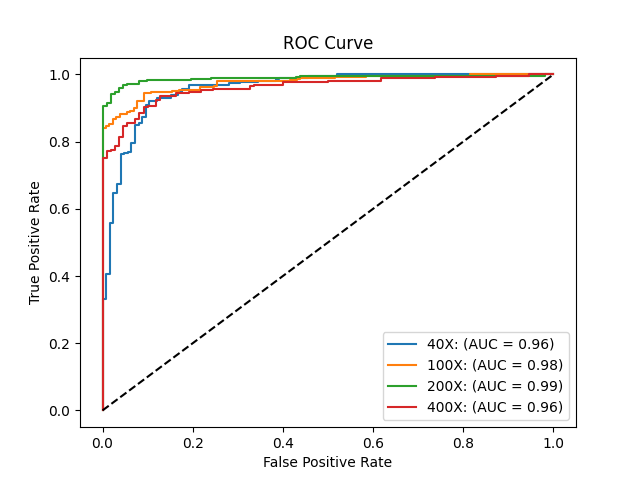 ROC Curve
1.0
0.8
0.6
0.4
0.2
0.0
True Positive Rate
0.0 0.2 0.4 0.6 0.8 1.0
False Positive Rate
40X: (AUC = 0.96)
100X: (AUC = 0.98)
200X: (AUC = 0.99)
400X: (AUC = 0.96)